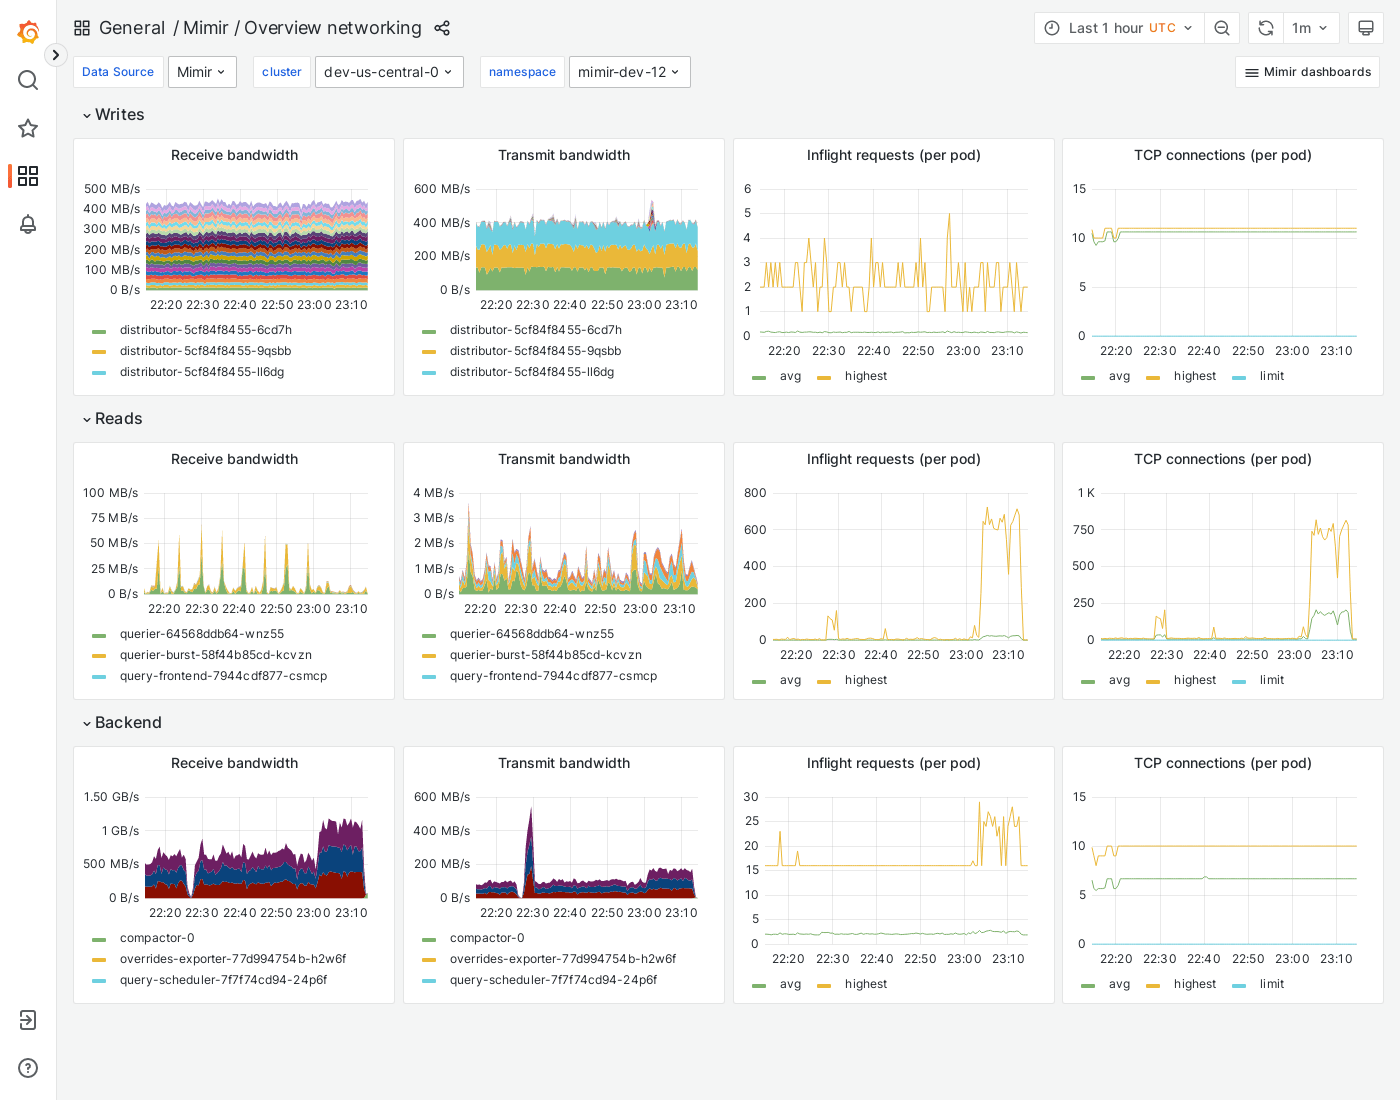 General / Mimir / Overview networking
Last 1 hour UTC
1m
Data Source Mimir cluster dev-us-central-0 namespace mimir-dev-12
Mimir dashboards
Writes
Receive bandwidth
500 MB/s
400 MB/s
300 MB/s
200 MB/s
100 MB/s
0 B/s
22:20 22:30 22:40 22:50 23:00 23:10
distributor-5cf84f8455-6cd7h
distributor-5cf84f8455-9qsbb
distributor-5cf84f8455-ll6dg
Transmit bandwidth
600 MB/s
400 MB/s
200 MB/s
0 B/s
22:20 22:30 22:40 22:50 23:00 23:10
distributor-5cf84f8455-6cd7h
distributor-5cf84f8455-9qsbb
distributor-5cf84f8455-ll6dg
Inflight requests (per pod)
6
5
4
3
2
1
0
22:20 22:30 22:40 22:50 23:00 23:10
avg highest
TCP connections (per pod)
15
10
5
0
22:20 22:30 22:40 22:50 23:00 23:10
avg highest limit
Reads
Receive bandwidth
100 MB/s
75 MB/s
50 MB/s
25 MB/s
0 B/s
22:20 22:30 22:40 22:50 23:00 23:10
querier-64568ddb64-wnz55
querier-burst-58f44b85cd-kcvzn
query-frontend-7944cdf877-csmcp
Transmit bandwidth
4 MB/s
3 MB/s
2 MB/s
1 MB/s
0 B/s
22:20 22:30 22:40 22:50 23:00 23:10
querier-64568ddb64-wnz55
querier-burst-58f44b85cd-kcvzn
query-frontend-7944cdf877-csmcp
Inflight requests (per pod)
800
600
400
200
0
22:20 22:30 22:40 22:50 23:00 23:10
avg highest
TCP connections (per pod)
1 K
750
500
250
0
22:20 22:30 22:40 22:50 23:00 23:10
avg highest limit
Backend
Receive bandwidth
1.50 GB/s
1 GB/s
500 MB/s
0 B/s
22:20 22:30 22:40 22:50 23:00 23:10
compactor-0
overrides-exporter-77d994754b-h2w6f
query-scheduler-7f7f74cd94-24p6f
Transmit bandwidth
600 MB/s
400 MB/s
200 MB/s
0 B/s
22:20 22:30 22:40 22:50 23:00 23:10
compactor-0
overrides-exporter-77d994754b-h2w6f
query-scheduler-7f7f74cd94-24p6f
Inflight requests (per pod)
30
25
20
15
10
5
0
22:20 22:30 22:40 22:50 23:00 23:10
avg highest
TCP connections (per pod)
15
10
5
0
22:20 22:30 22:40 22:50 23:00 23:10
avg highest limit